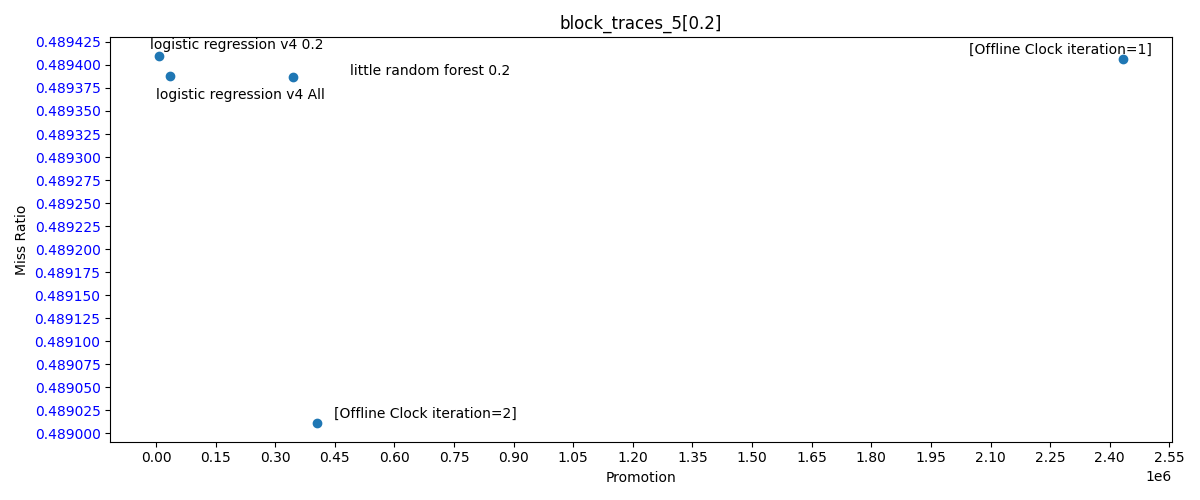 block_traces_5[0.2]
0.489425
logistic regression v4 0.2
[Offline Clock iteration=1]
0.489400
little random forest 0.2
0.489375
logistic regression v4 All
0.489350
0.489325
0.489300
0.489275
0.489250
0.489225
0.489200
0.489175
0.489150
0.489125
0.489100
0.489075
0.489050
0.489025
[Offline Clock iteration=2]
0.489000
Miss Ratio
0.00 0.15 0.30 0.45 0.60 0.75 0.90 1.05 1.20 1.35 1.50 1.65 1.80 1.95 2.10 2.25 2.40 2.55
1e6
Promotion